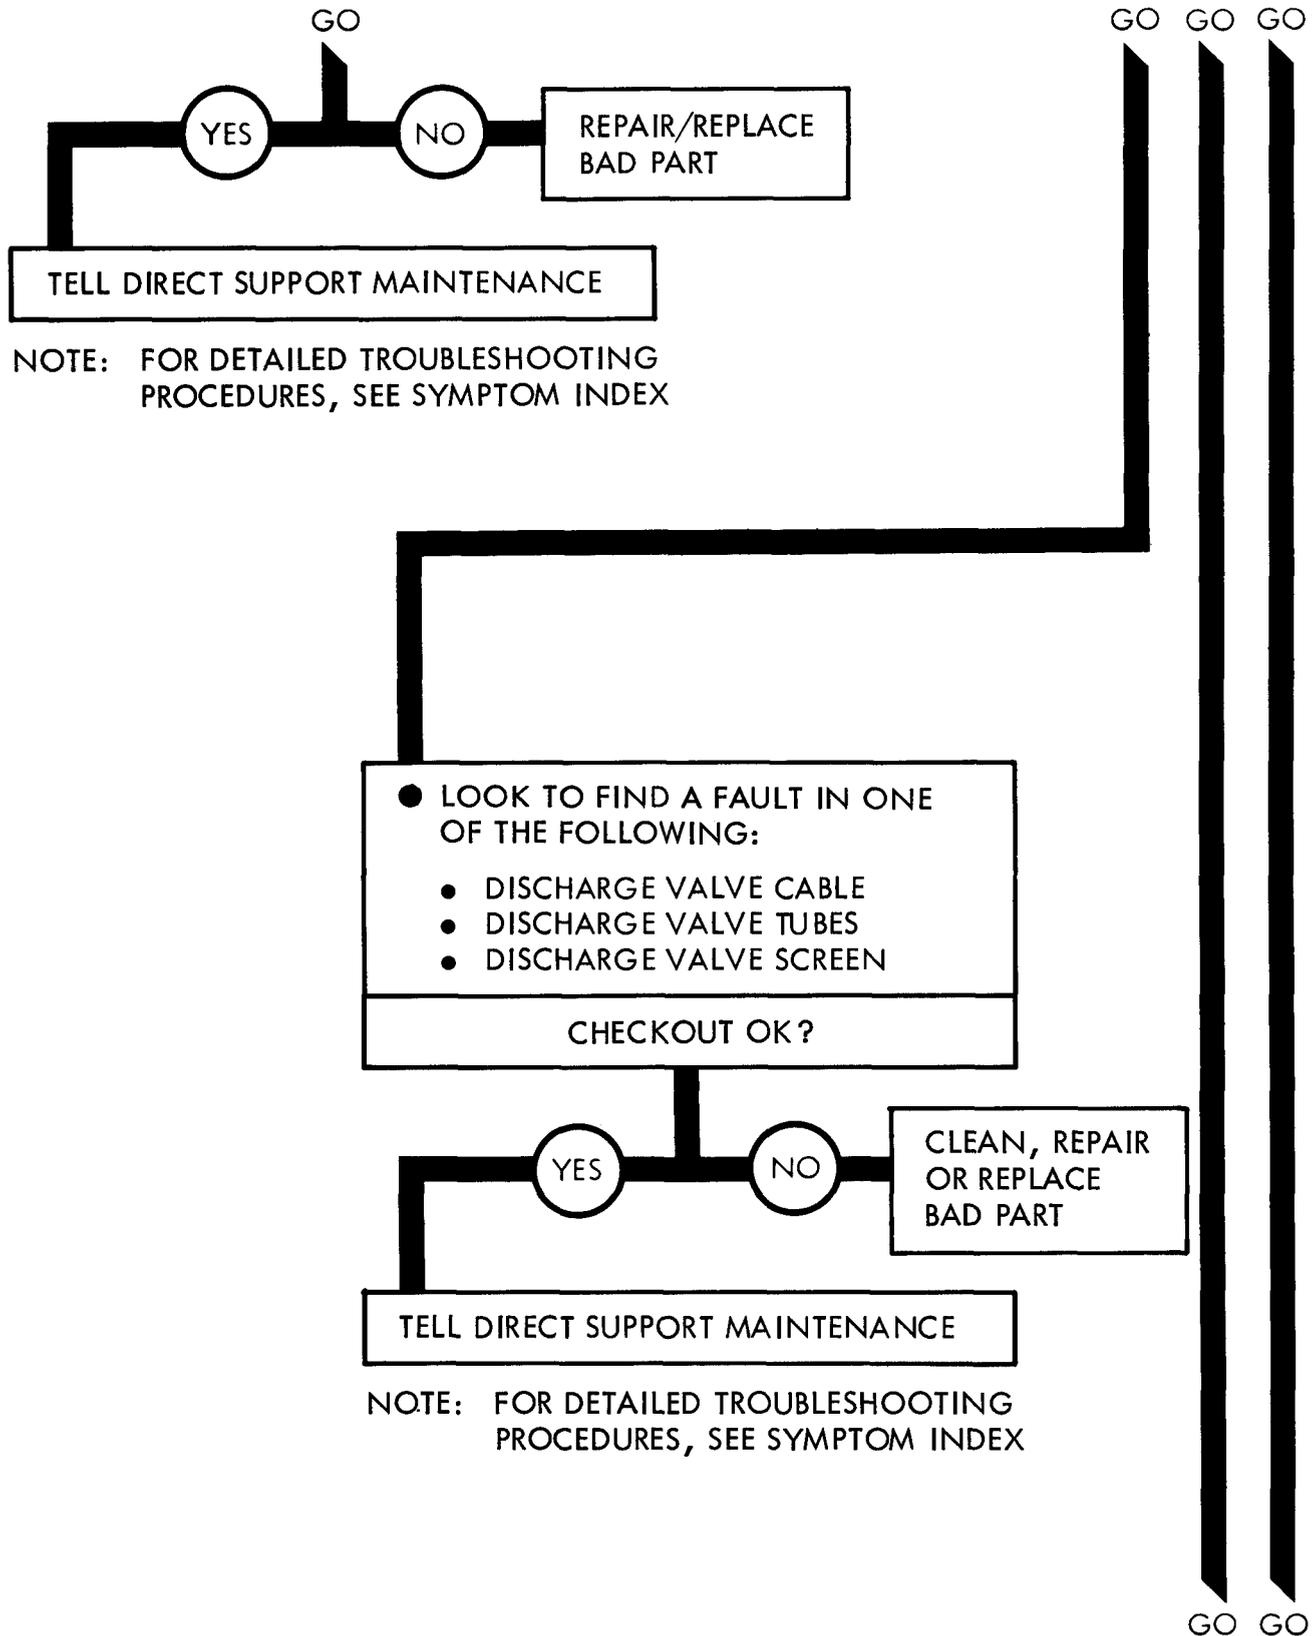 GO
GO GO GO
YES
NO
REPAIR/REPLACE
BAD PART
TELL DIRECT SUPPORT MAINTENANCE
NOTE: FOR DETAILED TROUBLESHOOTING
PROCEDURES, SEE SYMPTOM INDEX
● LOOK TO FIND A FAULT IN ONE
OF THE FOLLOWING:
● DISCHARGE VALVE CABLE
● DISCHARGE VALVE TUBES
● DISCHARGE VALVE SCREEN
CHECKOUT OK?
YES
NO
CLEAN, REPAIR
OR REPLACE
BAD PART
TELL DIRECT SUPPORT MAINTENANCE
NOTE: FOR DETAILED TROUBLESHOOTING
PROCEDURES, SEE SYMPTOM INDEX
GO GO